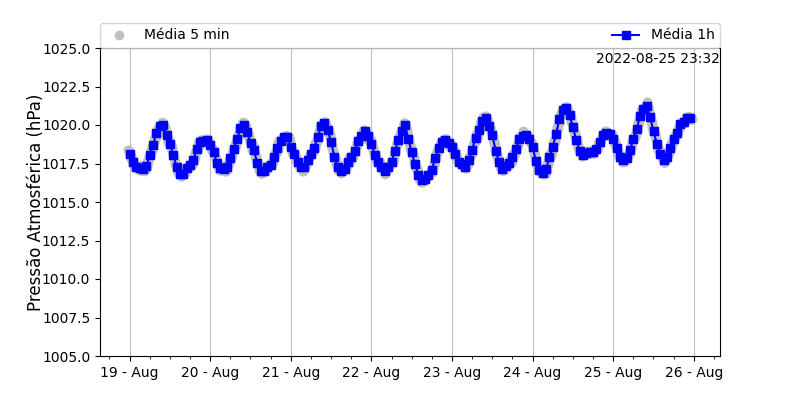 Média 5 min
Média 1h
2022-08-25 23:32
Pressão Atmosférica (hPa)
1025.0
1022.5
1020.0
1017.5
1015.0
1012.5
1010.0
1007.5
1005.0
19 - Aug
20 - Aug
21 - Aug
22 - Aug
23 - Aug
24 - Aug
25 - Aug
26 - Aug